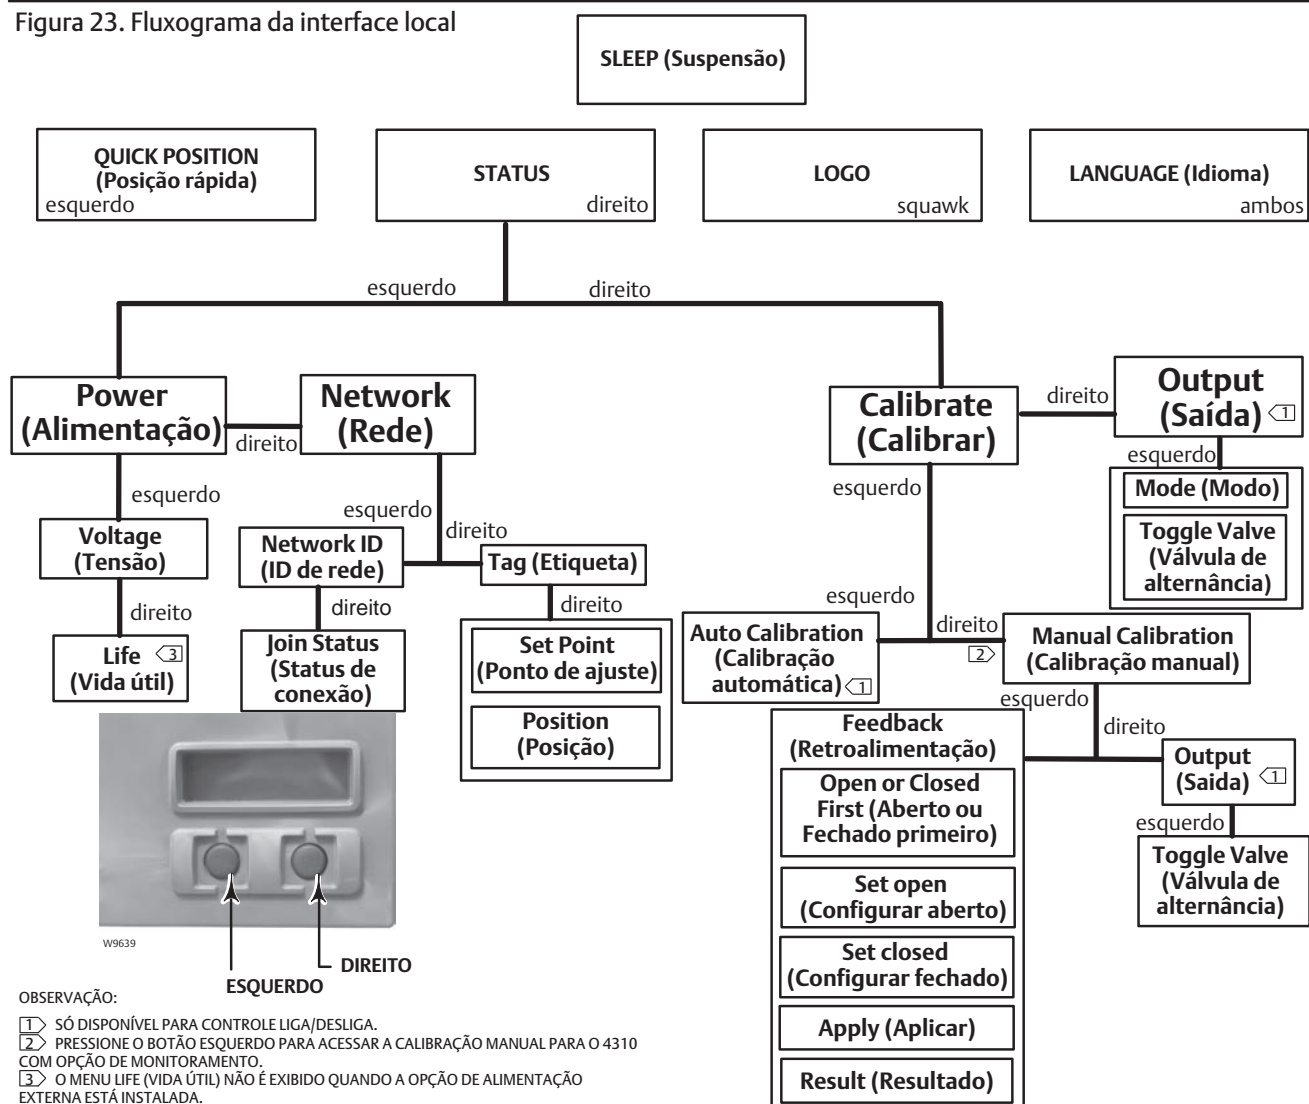 Figura 23. Fluxograma da interface local
SLEEP (Suspensão)
QUICK POSITION
(Posição rápida)
esquerdo
STATUS
direito
LOGO
squawk
LANGUAGE (Idioma)
ambos
esquerdo
direito
Power
(Alimentação)
direito
Network
(Rede)
Calibrate
(Calibrar)
direito
Output
(Saída) 1
esquerdo
Mode (Modo)
Toggle Valve
(Válvula de
alternância)
esquerdo
Voltage
(Tensão)
direito
Life 3
(Vida útil)
esquerdo
direito
Network ID
(ID de rede)
direito
Join Status
(Status de
conexão)
Tag (Etiqueta)
direito
Set Point
(Ponto de ajuste)
Position
(Posição)
esquerdo
esquerdo
direito
2
Auto Calibration
(Calibração
automática) 1
Manual Calibration
(Calibração manual)
esquerdo
direito
Feedback
(Retroalimentação)
Open or Closed
First (Aberto ou
Fechado primeiro)
Set open
(Configurar aberto)
Set closed
(Configurar fechado)
Apply (Aplicar)
Result (Resultado)
Output
(Saida) 1
esquerdo
Toggle Valve
(Válvula de
alternância)
W9639
DIREITO
ESQUERDO
OBSERVAÇÃO:
1 SÓ DISPONÍVEL PARA CONTROLE LIGA/DESLIGA.
2 PRESSIONE O BOTÃO ESQUERDO PARA ACESSAR A CALIBRAÇÃO MANUAL PARA O 4310
COM OPÇÃO DE MONITORAMENTO.
3 O MENU LIFE (VIDA ÚTIL) NÃO É EXIBIDO QUANDO A OPÇÃO DE ALIMENTAÇÃO
EXTERNA ESTÁ INSTALADA.